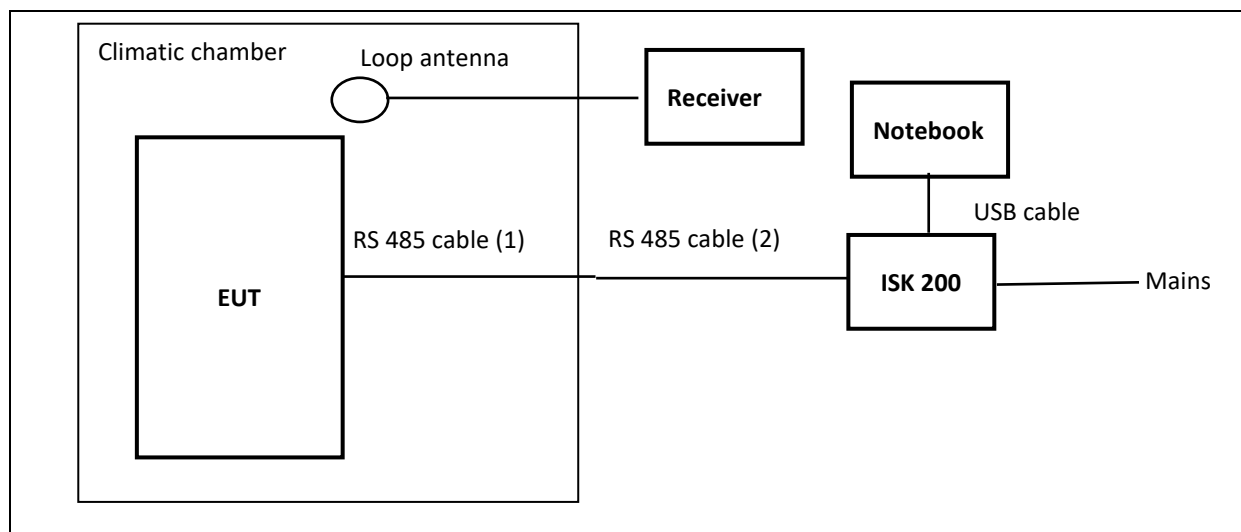 Climatic chamber
Loop antenna
Receiver
Notebook
USB cable
RS 485 cable (1)
RS 485 cable (2)
EUT
ISK 200
Mains